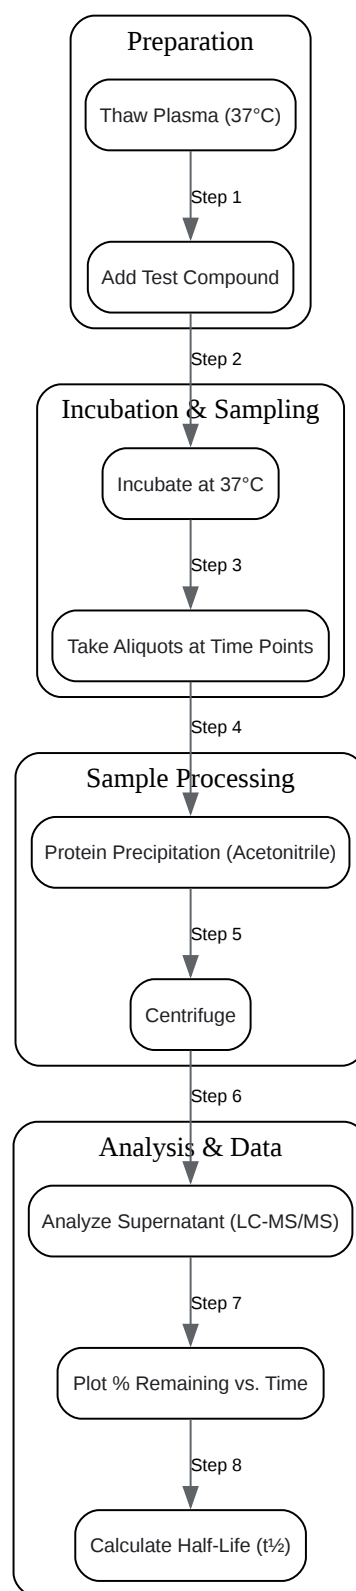 Preparation
Thaw Plasma (37°C)
Step 1
Add Test Compound
Step 2
Incubation & Sampling
Incubate at 37°C
Step 3
Take Aliquots at Time Points
Step 4
Sample Processing
Protein Precipitation (Acetonitrile)
Step 5
Centrifuge
Step 6
Analysis & Data
Analyze Supernatant (LC-MS/MS)
Step 7
Plot % Remaining vs. Time
Step 8
Calculate Half-Life (t½)